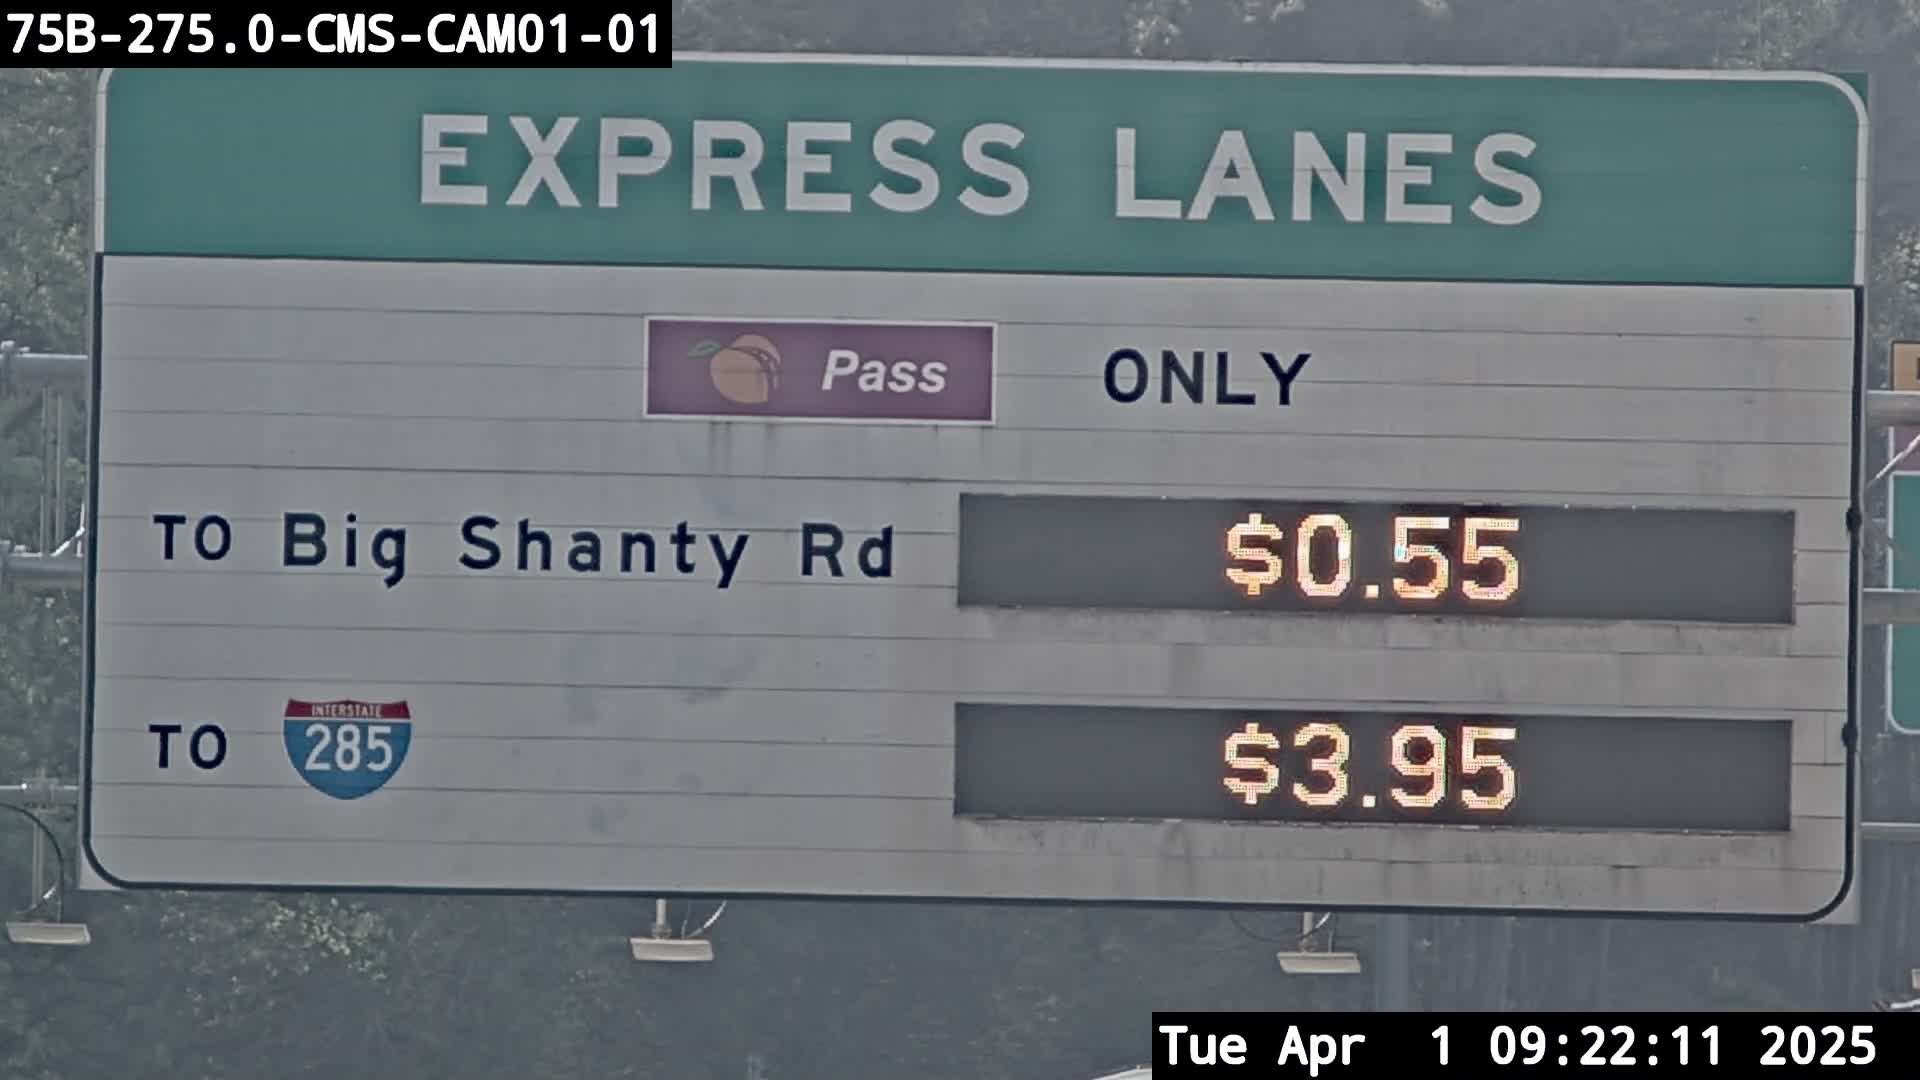 75B-275.0-CMS-CAM01-01
EXPRESS LANES
Pass ONLY
TO Big Shanty Rd $0.55
TO INTERSTATE 285 $3.95
Tue Apr 1 09:22:11 2025